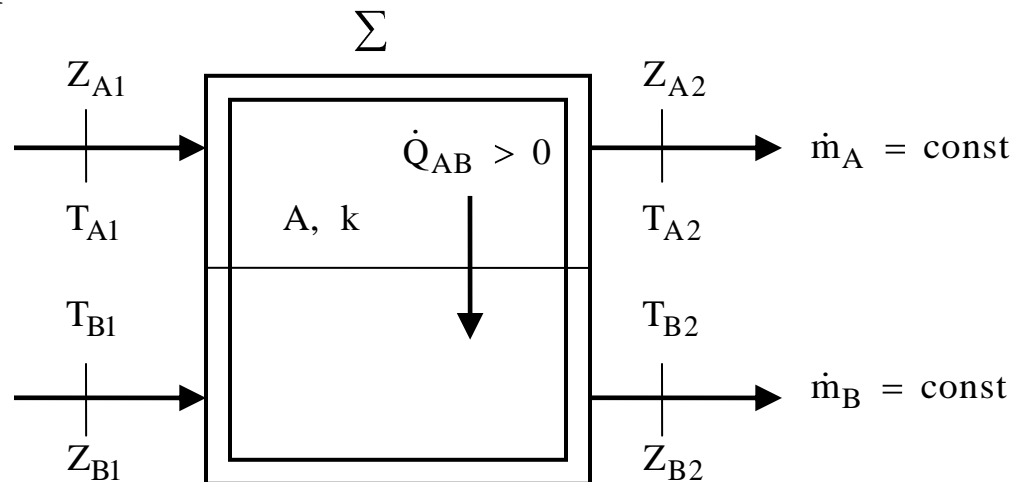 ∑
Z_A1 Z_A2
Q̇_AB > 0 ṁ_A = const
T_A1 A, k T_A2
T_B1 T_B2
ṁ_B = const
Z_B1 Z_B2